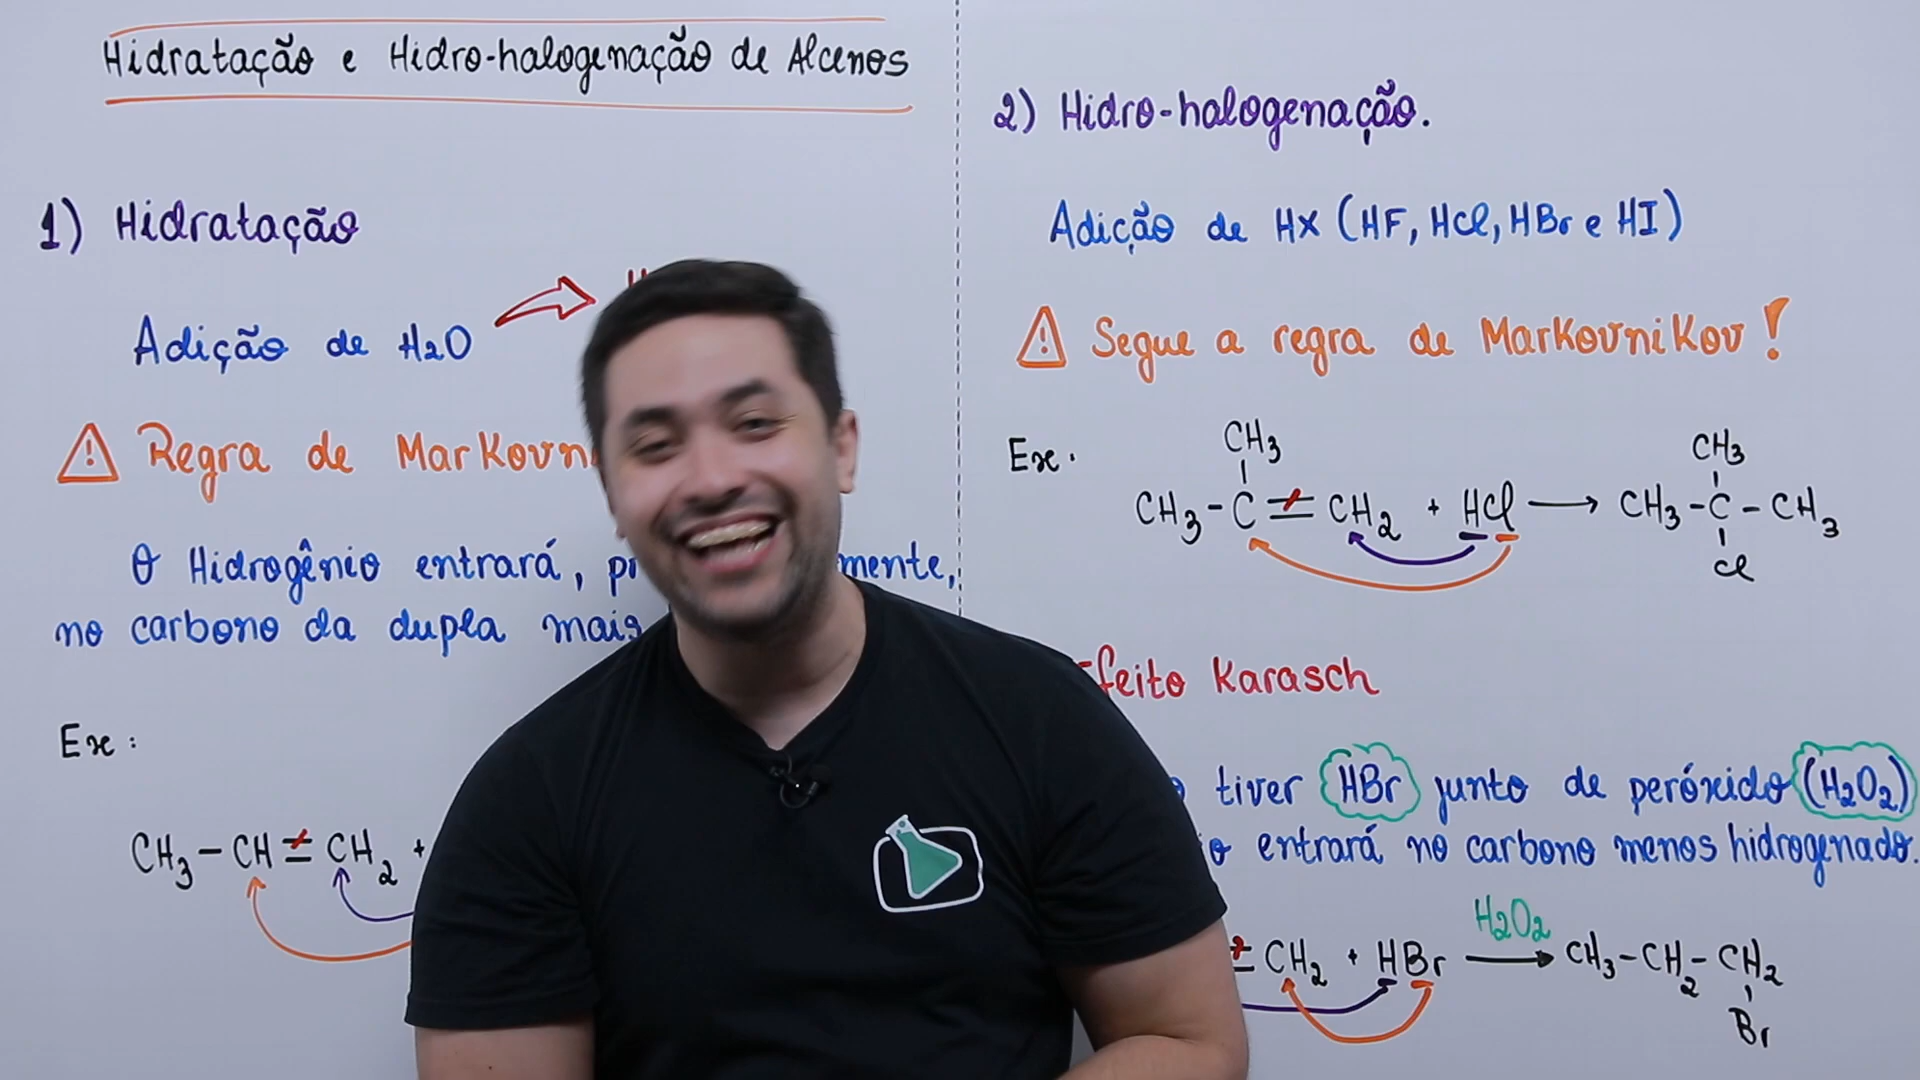 Hidratação e Hidro-halogenação de Alcenos
1) Hidratação
Adição de H2O
⚠ Regra de Markovn
O Hidrogênio entrará, mente,
no carbono da dupla mais
Ex:
CH3-CH=CH2 +
2) Hidro-halogenação.
Adição de HX (HF, HCl, HBr e HI)
⚠ Segue a regra de Markovnikov!
Ex.
CH3 CH3
CH3-C=CH2 + HCl → CH3-C-CH3
Cl
feito Karasch
tiver HBr junto de peróxido (H2O2)
entrará no carbono menos hidrogenado.
H2O2
=CH2 + HBr → CH3-CH2-CH2
Br